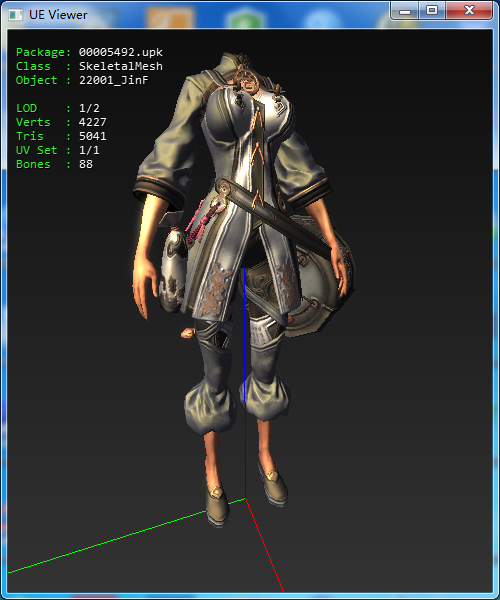 UE Viewer
Package: 00005492.upk
Class : SkeletalMesh
Object : 22001_JinF
LOD : 1/2
Verts : 4227
Tris : 5041
UV Set : 1/1
Bones : 88